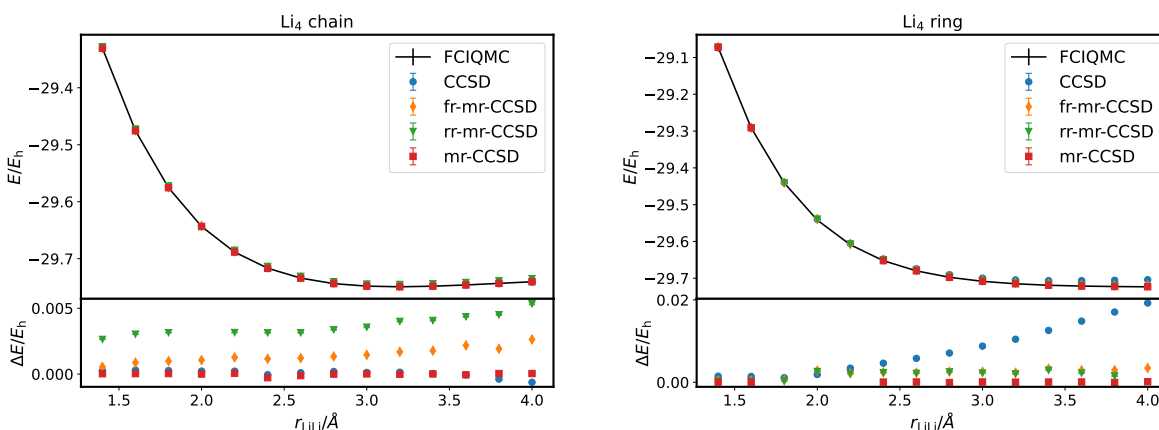 Li₄ chain
E/Eₕ
−29.4
−29.5
−29.6
−29.7
FCIQMC
CCSD
fr-mr-CCSD
rr-mr-CCSD
mr-CCSD
ΔE/Eₕ
0.005
0.000
1.5 2.0 2.5 3.0 3.5 4.0
r_LiLi/Å
Li₄ ring
E/Eₕ
−29.1
−29.2
−29.3
−29.4
−29.5
−29.6
−29.7
FCIQMC
CCSD
fr-mr-CCSD
rr-mr-CCSD
mr-CCSD
ΔE/Eₕ
0.02
0.00
1.5 2.0 2.5 3.0 3.5 4.0
r_LiLi/Å